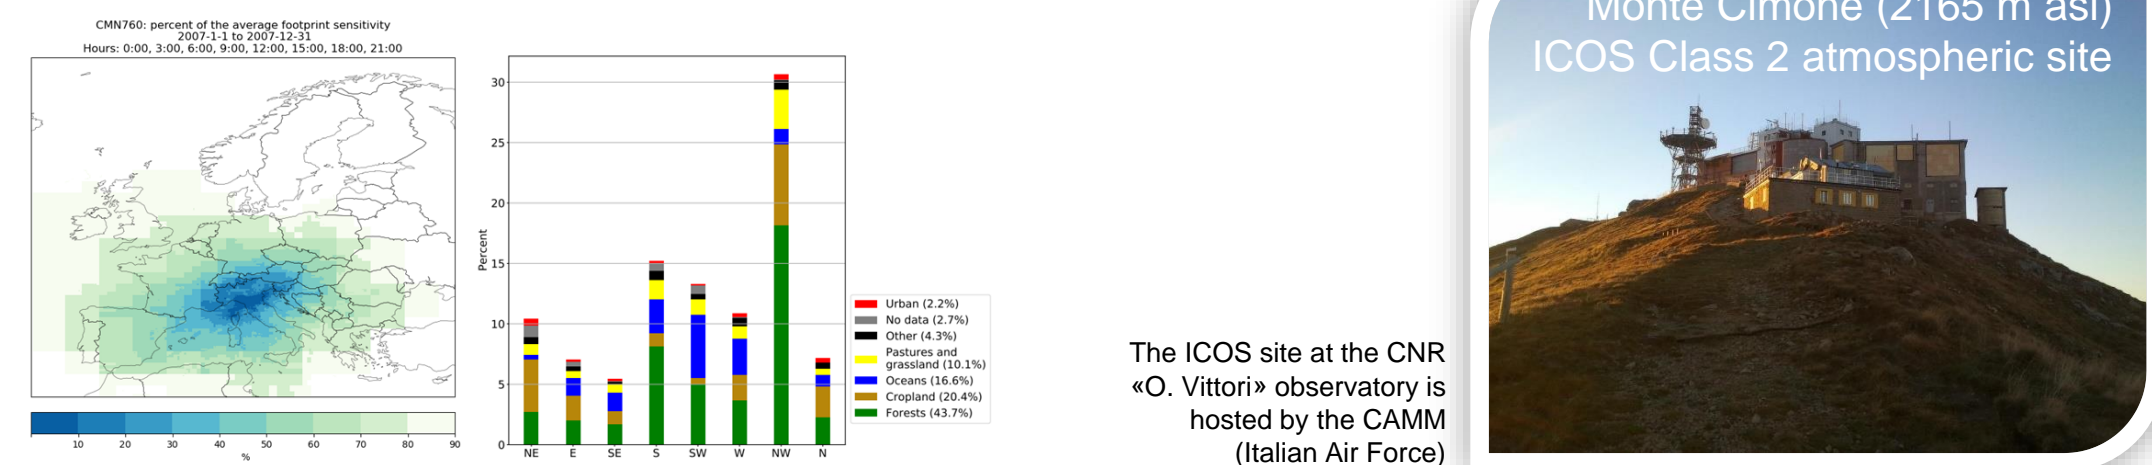 CMN760: percent of the average footprint sensitivity
2007-1-1 to 2007-12-31
Hours: 0:00, 3:00, 6:00, 9:00, 12:00, 15:00, 18:00, 21:00
10 20 30 40 50 60 70 80 90
%
Percent
30
25
20
15
10
5
0
NE E SE S SW W NW N
Urban (2.2%)
No data (2.7%)
Other (4.3%)
Pastures and
grassland (10.1%)
Oceans (16.6%)
Cropland (20.4%)
Forests (43.7%)
The ICOS site at the CNR
«O. Vittori» observatory is
hosted by the CAMM
(Italian Air Force)
Monte Cimone (2165 m asl)
ICOS Class 2 atmospheric site